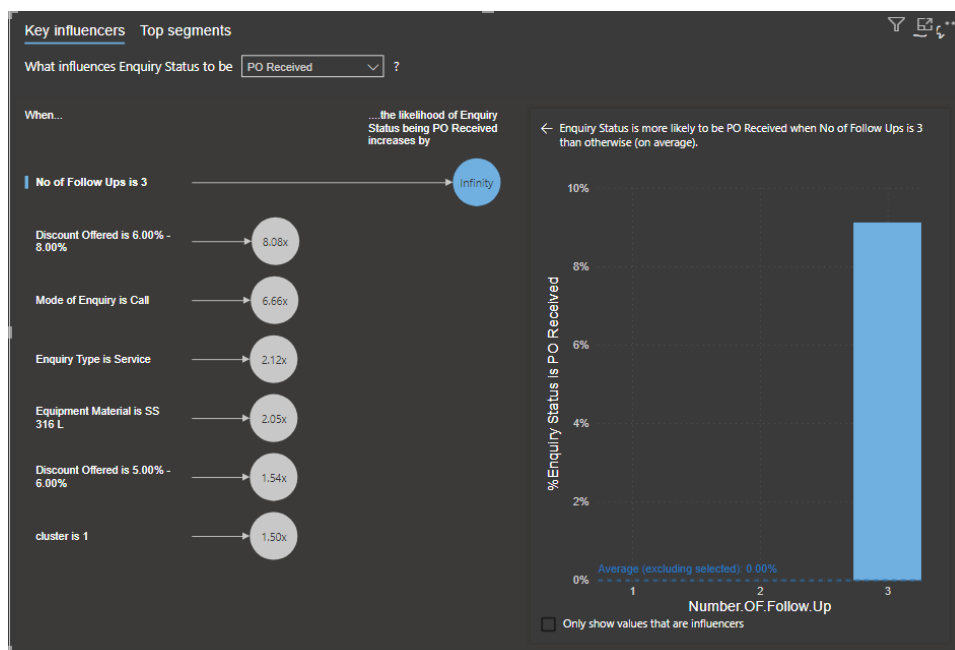 Key influencers Top segments
What influences Enquiry Status to be PO Received ?
When...
....the likelihood of Enquiry
Status being PO Received
increases by
No of Follow Ups is 3
Infinity
Discount Offered is 6.00% -
8.00%
8.08x
Mode of Enquiry is Call
6.66x
Enquiry Type is Service
2.12x
Equipment Material is SS
316 L
2.05x
Discount Offered is 5.00% -
6.00%
1.54x
cluster is 1
1.50x
Enquiry Status is more likely to be PO Received when No of Follow Ups is 3
than otherwise (on average).
%Enquiry Status is PO Received
10%
8%
6%
4%
2%
0%
Average (excluding selected): 0.00%
1 2 3
Number.OF.Follow.Up
Only show values that are influencers